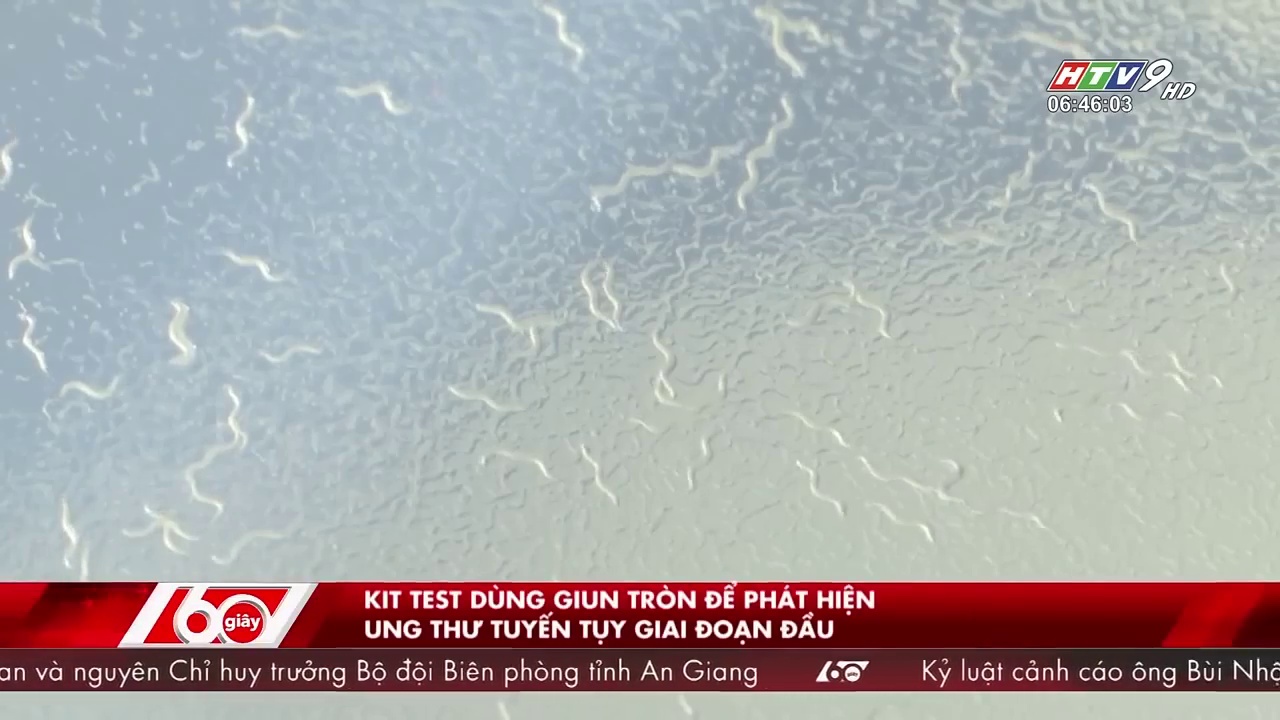 HTV9 HD
06:46:03
KIT TEST DÙNG GIUN TRÒN ĐỂ PHÁT HIỆN
UNG THƯ TUYẾN TỤY GIAI ĐOẠN ĐẦU
60 giây
và nguyên Chỉ huy trưởng Bộ đội Biên phòng tỉnh An Giang 60 giây Kỷ luật cảnh cáo ông Bùi